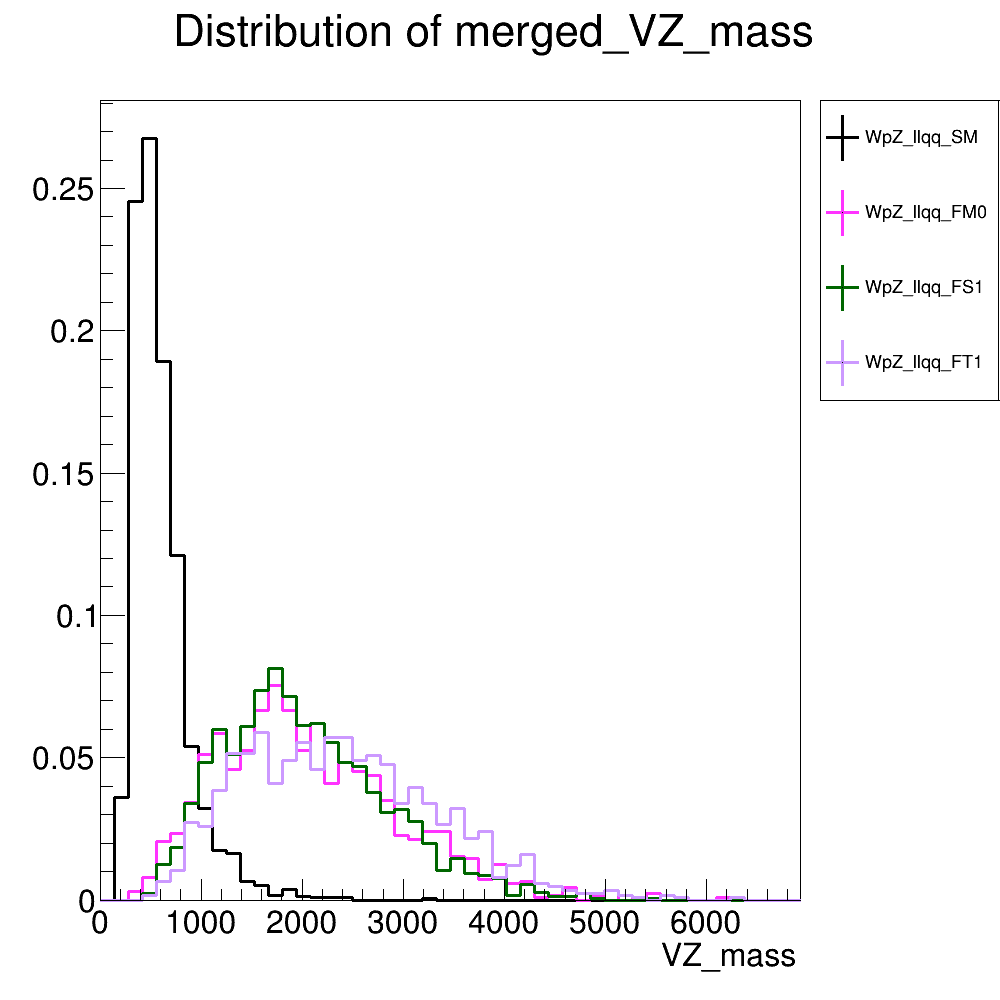 Distribution of merged_VZ_mass
WpZ_llqq_SM
WpZ_llqq_FM0
WpZ_llqq_FS1
WpZ_llqq_FT1
0.25
0.2
0.15
0.1
0.05
0
0 1000 2000 3000 4000 5000 6000
VZ_mass